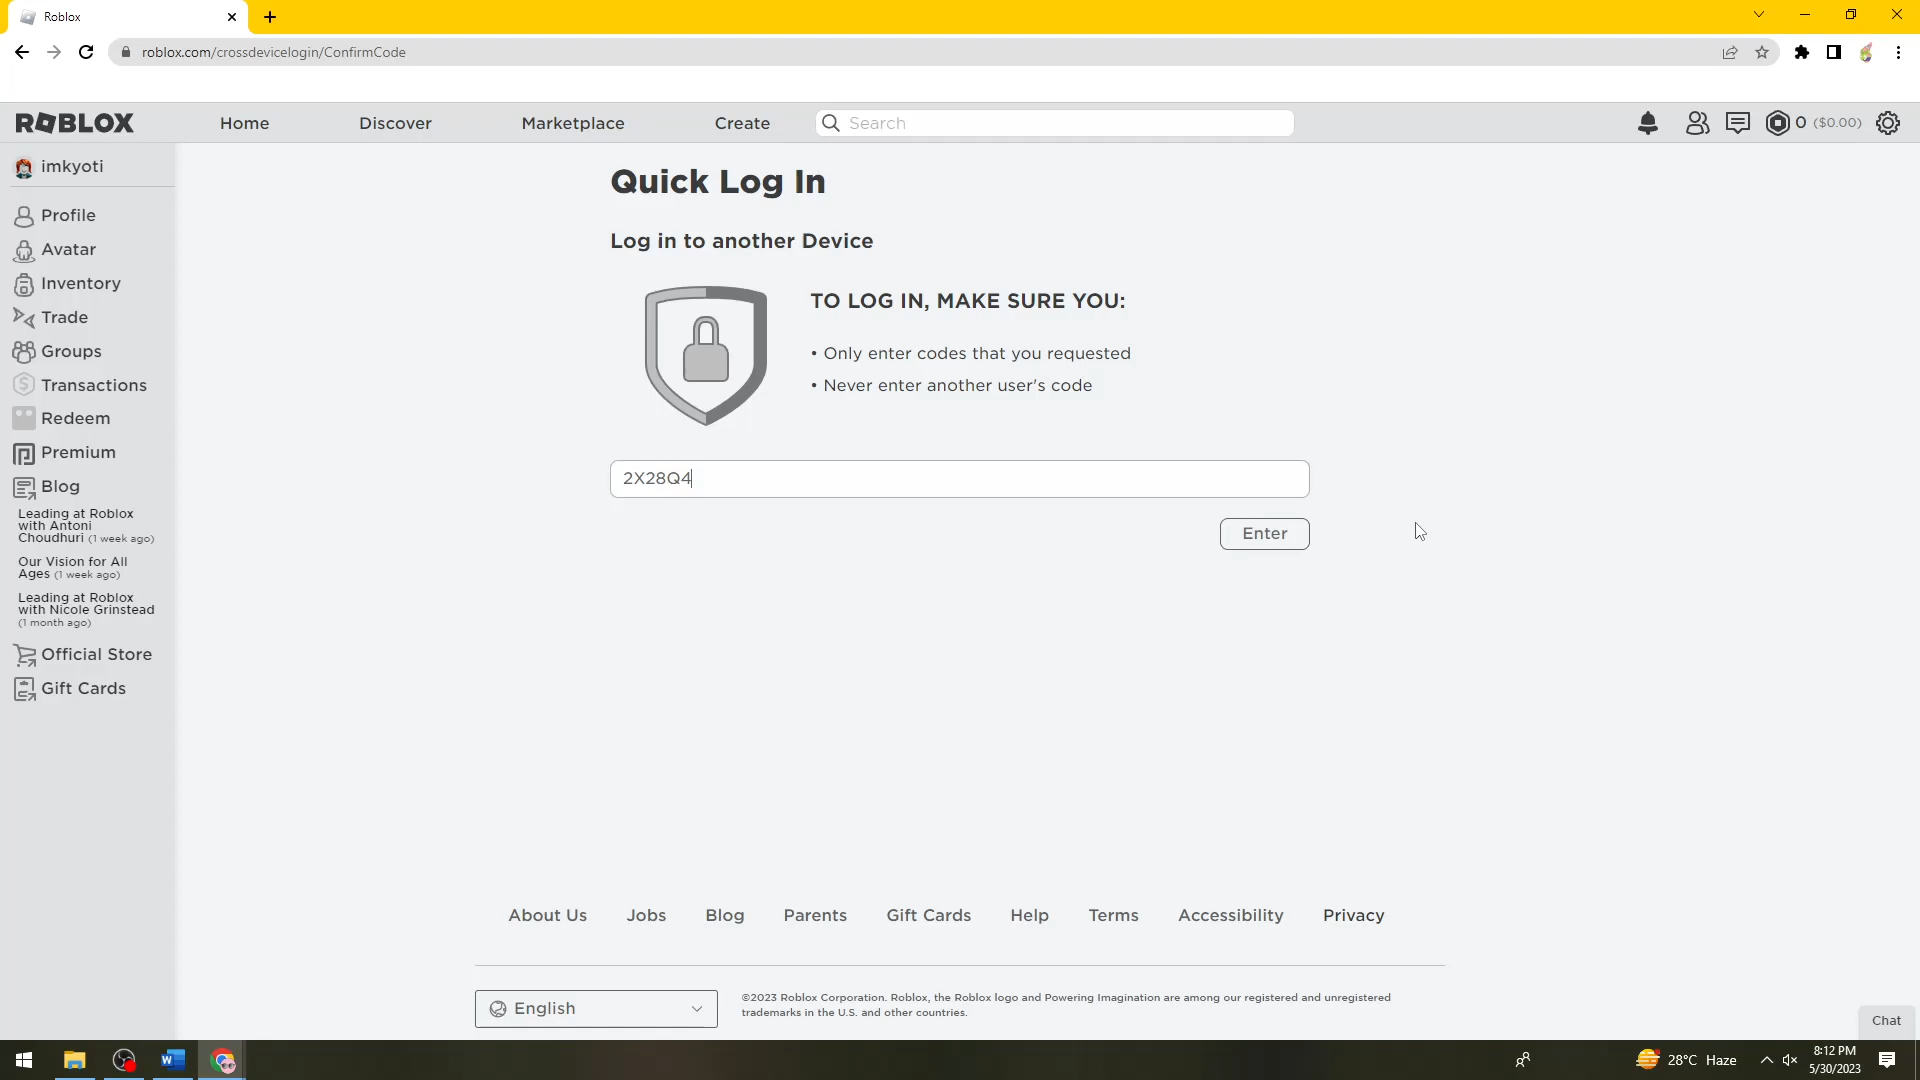 Roblox
roblox.com/crossdevicelogin/ConfirmCode
ROBLOX
Home
Discover
Marketplace
Create
Search
0 ($0.00)
imkyoti
Profile
Avatar
Inventory
Trade
Groups
Transactions
Redeem
Premium
Blog
Leading at Roblox
with Antoni
Choudhuri (1 week ago)
Our Vision for All
Ages (1 week ago)
Leading at Roblox
with Nicole Grinstead
(1 month ago)
Official Store
Gift Cards
Quick Log In
Log in to another Device
TO LOG IN, MAKE SURE YOU:
• Only enter codes that you requested
• Never enter another user's code
2X28Q4
Enter
About Us
Jobs
Blog
Parents
Gift Cards
Help
Terms
Accessibility
Privacy
English
©2023 Roblox Corporation. Roblox, the Roblox logo and Powering Imagination are among our registered and unregistered
trademarks in the U.S. and other countries.
Chat
28°C Haze
8:12 PM
5/30/2023